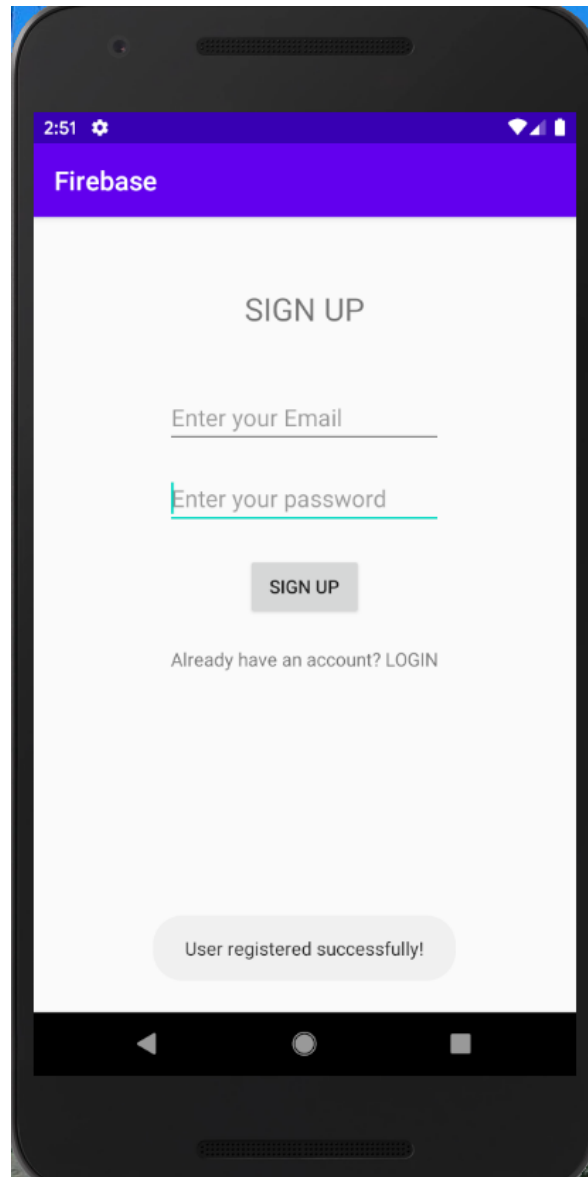 2:51
Firebase
SIGN UP
Enter your Email
Enter your password
SIGN UP
Already have an account? LOGIN
User registered successfully!